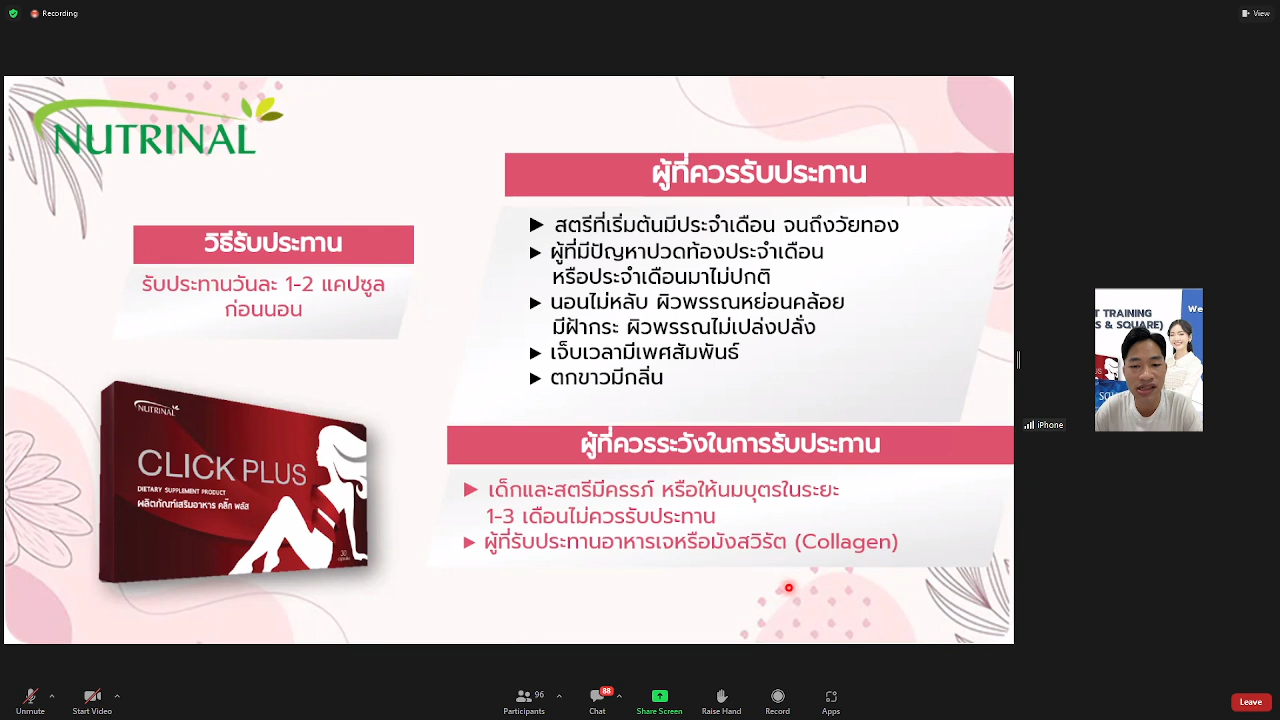 Recording
View
NUTRINAL
วิธีรับประทาน
รับประทานวันละ 1-2 แคปซูล
ก่อนนอน
ผู้ที่ควรรับประทาน
► สตรีที่เริ่มต้นมีประจำเดือน จนถึงวัยทอง
► ผู้ที่มีปัญหาปวดท้องประจำเดือน
หรือประจำเดือนมาไม่ปกติ
► นอนไม่หลับ ผิวพรรณหย่อนคล้อย
มีฝ้ากระ ผิวพรรณไม่เปล่งปลั่ง
► เจ็บเวลามีเพศสัมพันธ์
► ตกขาวมีกลิ่น
ผู้ที่ควรระวังในการรับประทาน
► เด็กและสตรีมีครรภ์ หรือให้นมบุตรในระยะ
1-3 เดือนไม่ควรรับประทาน
► ผู้ที่รับประทานอาหารเจหรือมังสวิรัต (Collagen)
NUTRINAL
CLICK PLUS
DIETARY SUPPLEMENT PRODUCT
ผลิตภัณฑ์เสริมอาหาร คลิ๊ก พลัส
30
capsules
T TRAINING
S & SQUARE)
We
iPhone
Unmute
Start Video
96
Participants
88
Chat
Share Screen
Raise Hand
Record
Apps
Leave